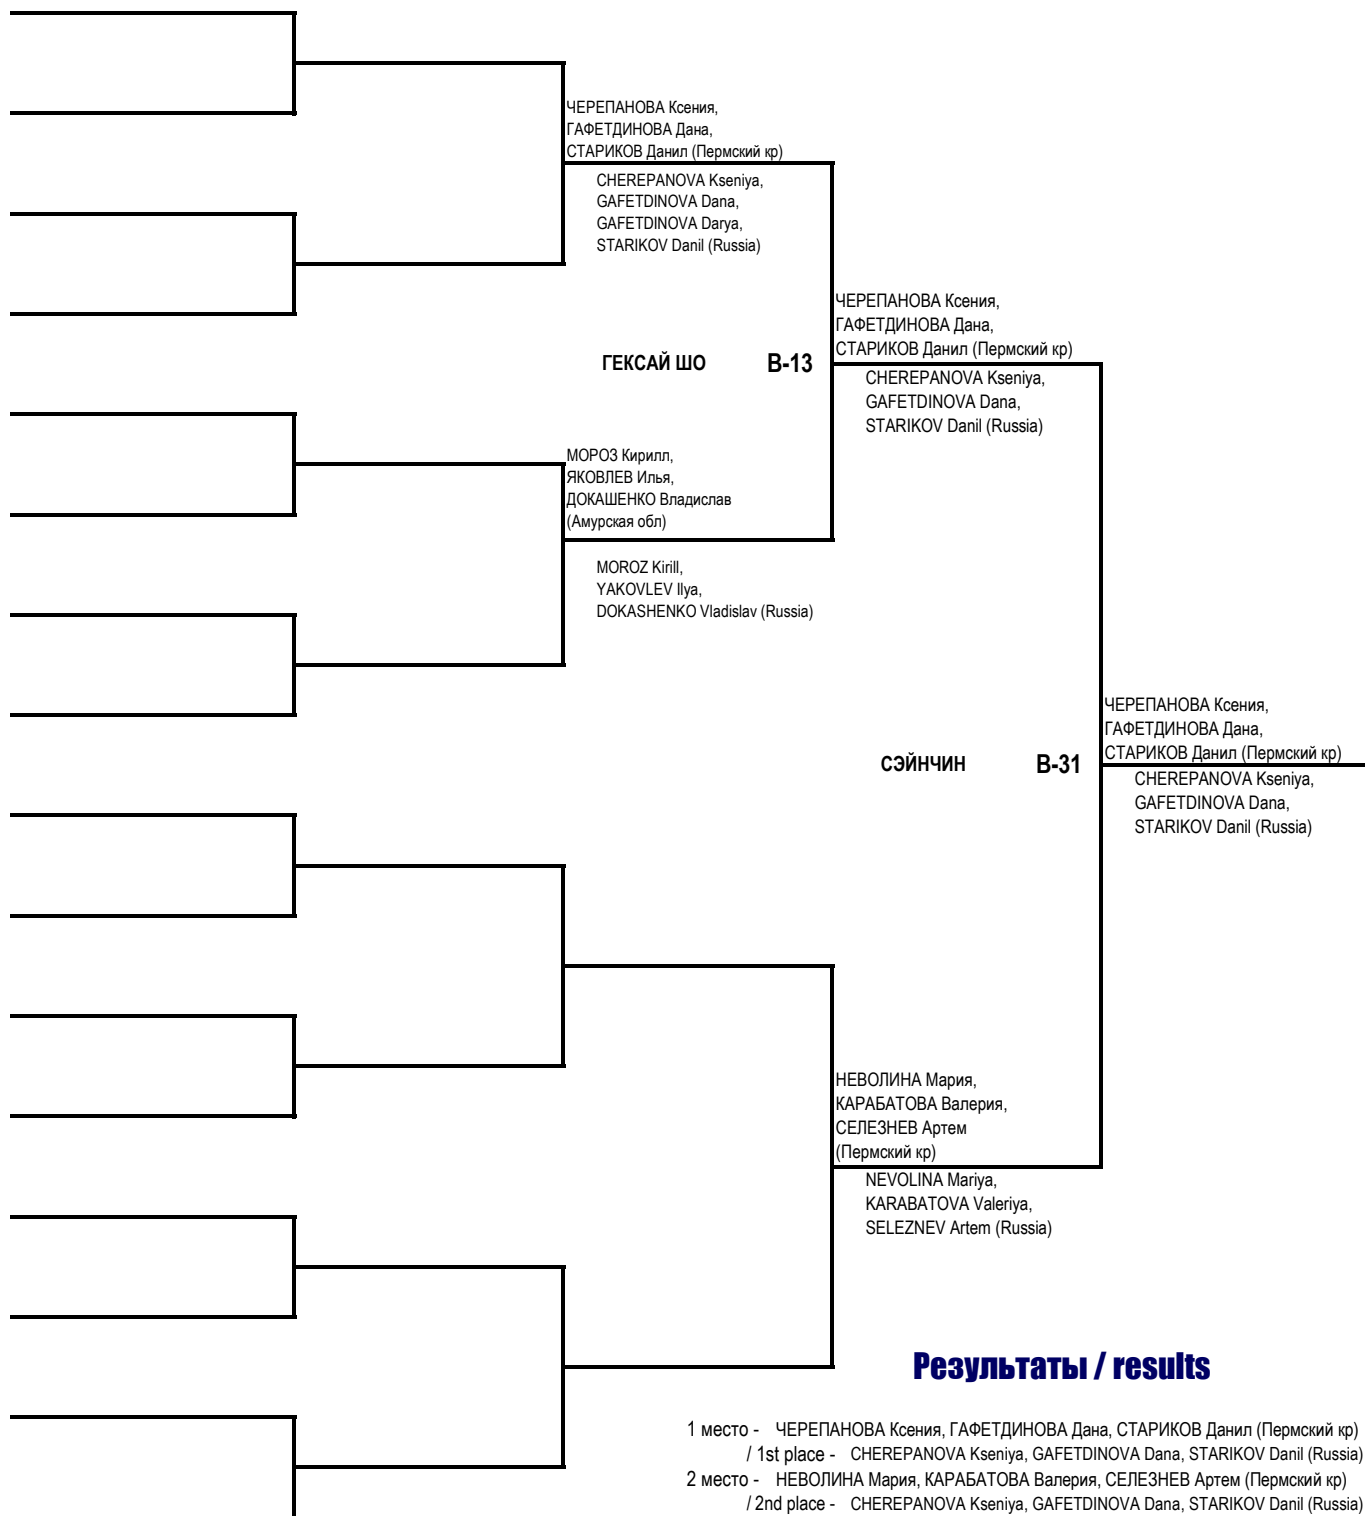 ЧЕРЕПАНОВА Ксения,
ГАФЕТДИНОВА Дана,
СТАРИКОВ Данил (Пермский кр)
CHEREPANOVA Kseniya,
GAFETDINOVA Dana,
GAFETDINOVA Darya,
STARIKOV Danil (Russia)
ЧЕРЕПАНОВА Ксения,
ГАФЕТДИНОВА Дана,
СТАРИКОВ Данил (Пермский кр)
ГЕКСАЙ ШО B-13
CHEREPANOVA Kseniya,
GAFETDINOVA Dana,
STARIKOV Danil (Russia)
МОРОЗ Кирилл,
ЯКОВЛЕВ Илья,
ДОКАШЕНКО Владислав
(Амурская обл)
MOROZ Kirill,
YAKOVLEV Ilya,
DOKASHENKO Vladislav (Russia)
ЧЕРЕПАНОВА Ксения,
ГАФЕТДИНОВА Дана,
СТАРИКОВ Данил (Пермский кр)
СЭЙНЧИН B-31
CHEREPANOVA Kseniya,
GAFETDINOVA Dana,
STARIKOV Danil (Russia)
НЕВОЛИНА Мария,
КАРАБАТОВА Валерия,
СЕЛЕЗНЕВ Артем
(Пермский кр)
NEVOLINA Mariya,
KARABATOVA Valeriya,
SELEZNEV Artem (Russia)
Результаты / results
1 место - ЧЕРЕПАНОВА Ксения, ГАФЕТДИНОВА Дана, СТАРИКОВ Данил (Пермский кр)
/ 1st place - CHEREPANOVA Kseniya, GAFETDINOVA Dana, STARIKOV Danil (Russia)
2 место - НЕВОЛИНА Мария, КАРАБАТОВА Валерия, СЕЛЕЗНЕВ Артем (Пермский кр)
/ 2nd place - CHEREPANOVA Kseniya, GAFETDINOVA Dana, STARIKOV Danil (Russia)